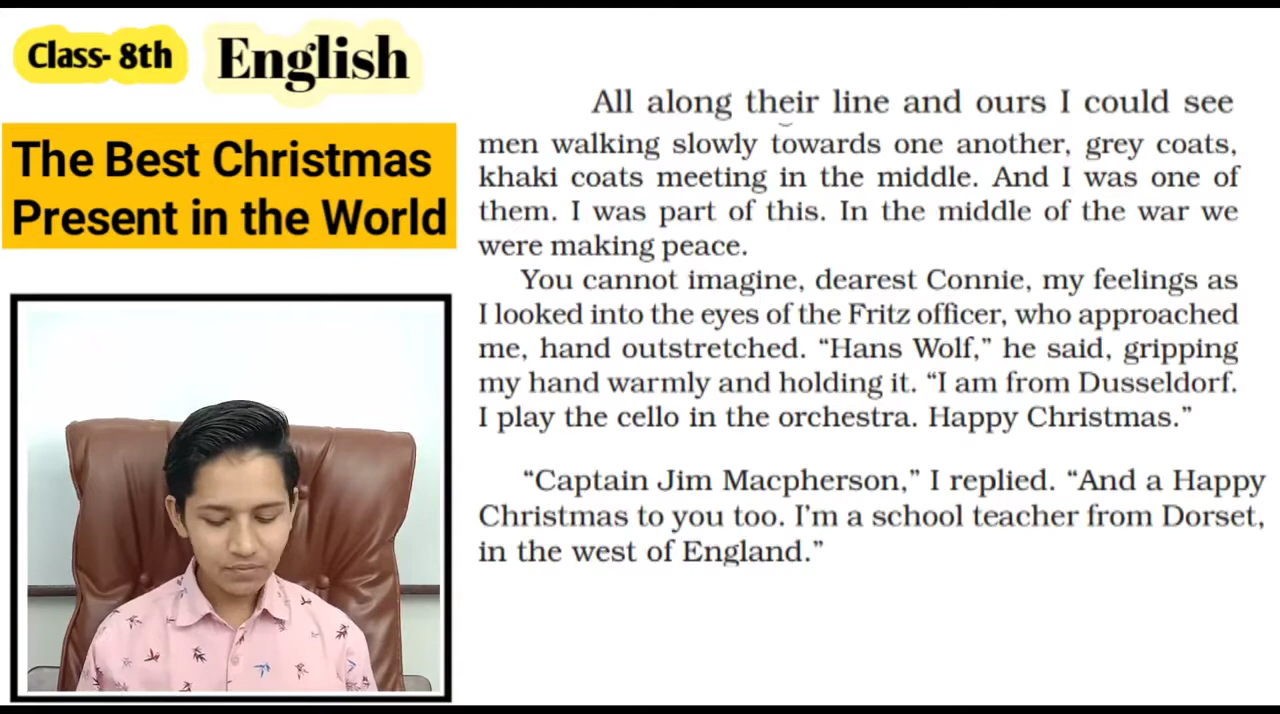 Class- 8th English
The Best Christmas
Present in the World
All along their line and ours I could see
men walking slowly towards one another, grey coats,
khaki coats meeting in the middle. And I was one of
them. I was part of this. In the middle of the war we
were making peace.
You cannot imagine, dearest Connie, my feelings as
I looked into the eyes of the Fritz officer, who approached
me, hand outstretched. “Hans Wolf,” he said, gripping
my hand warmly and holding it. “I am from Dusseldorf.
I play the cello in the orchestra. Happy Christmas.”
“Captain Jim Macpherson,” I replied. “And a Happy
Christmas to you too. I’m a school teacher from Dorset,
in the west of England.”